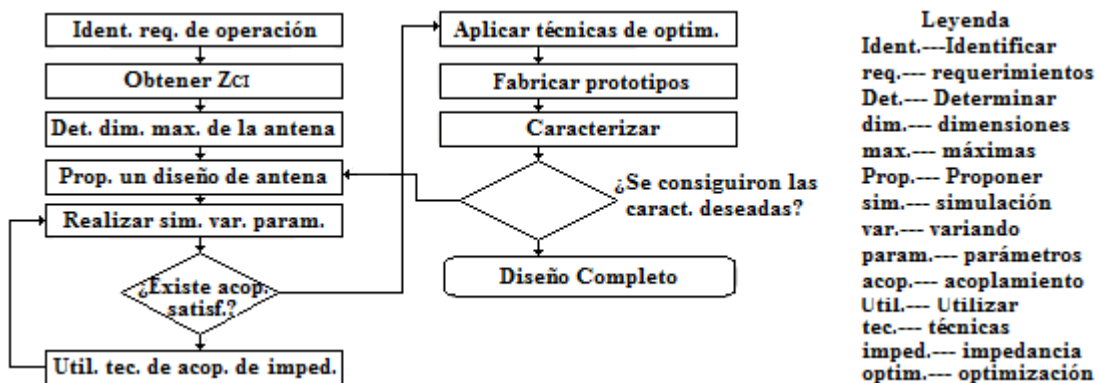 Ident. req. de operación
Obtener ZCI
Det. dim. max. de la antena
Prop. un diseño de antena
Realizar sim. var. param.
¿Existe acop.
satisf.?
Util. tec. de acop. de imped.
Aplicar técnicas de optim.
Fabricar prototipos
Caracterizar
¿Se consiguiron las
caract. deseadas?
Diseño Completo
Leyenda
Ident.---Identificar
req.--- requerimientos
Det.--- Determinar
dim.--- dimensiones
max.--- máximas
Prop.--- Proponer
sim.--- simulación
var.--- variando
param.--- parámetros
acop.--- acoplamiento
Util.--- Utilizar
tec.--- técnicas
imped.--- impedancia
optim.--- optimización